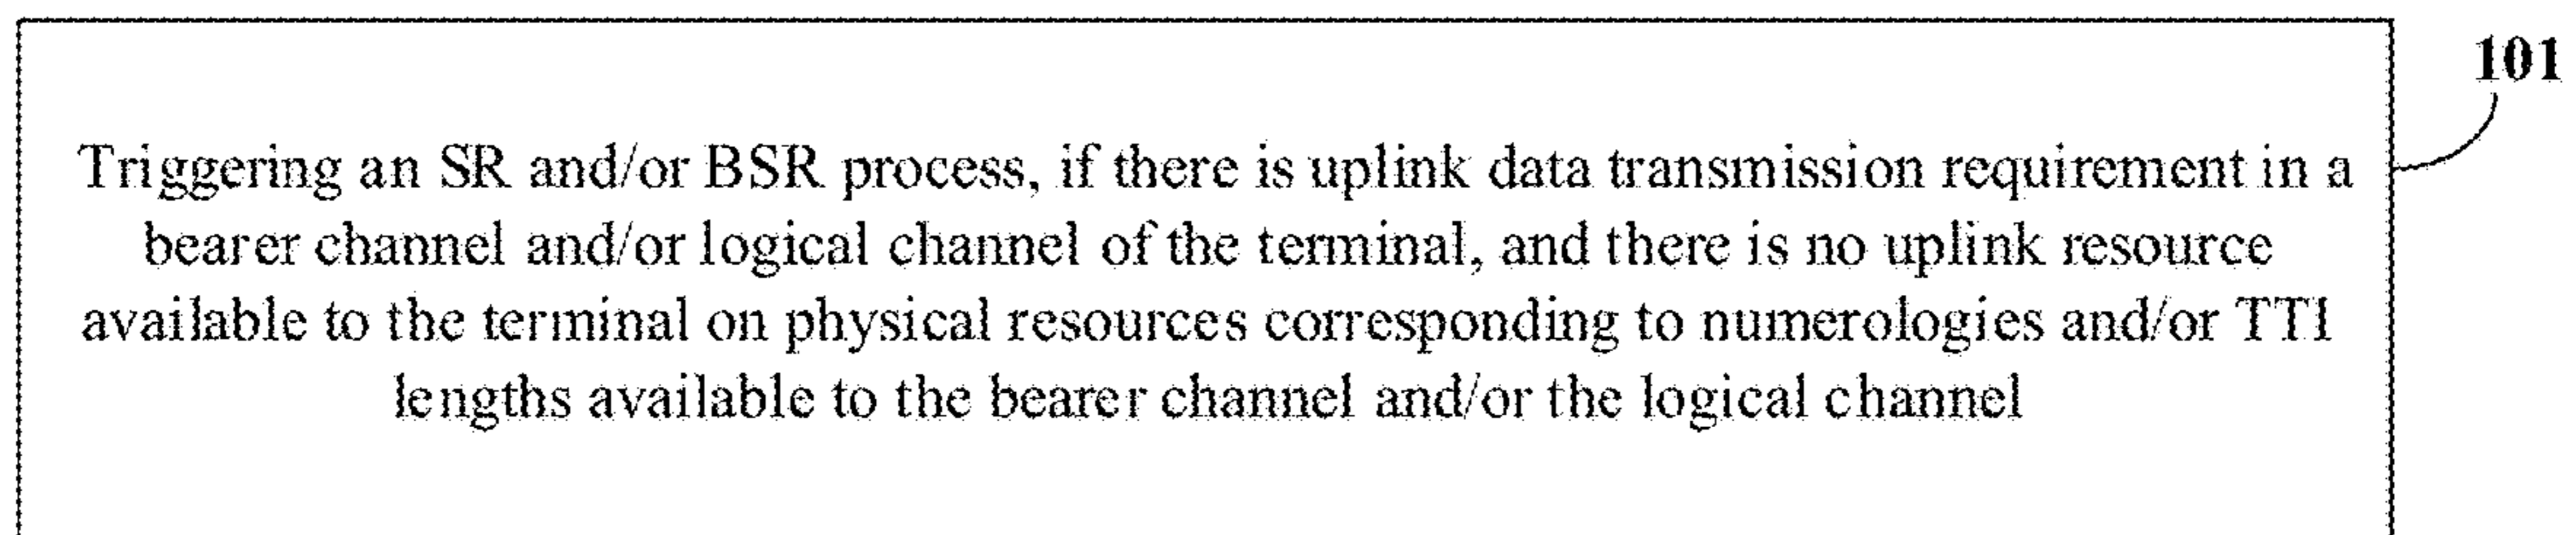 101
Triggering an SR and/or BSR process, if there is uplink data transmission requirement in a
bearer channel and/or logical channel of the terminal, and there is no uplink resource
available to the terminal on physical resources corresponding to numerologies and/or TTI
lengths available to the bearer channel and/or the logical channel